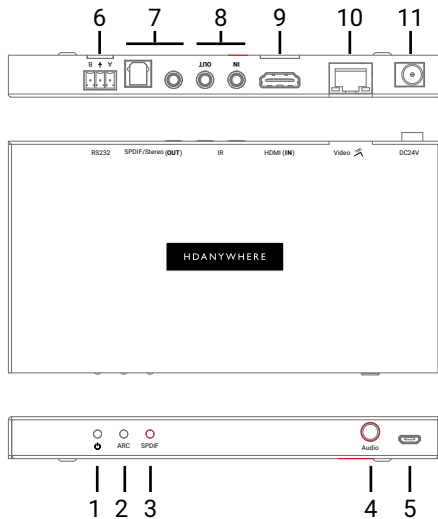 6 7 8 9 10 11
B ⏚ A OUT IN
RS232 SPDIF/Stereo (OUT) IR HDMI (IN) Video DC24V
HDANYWHERE
ARC SPDIF Audio
1 2 3 4 5